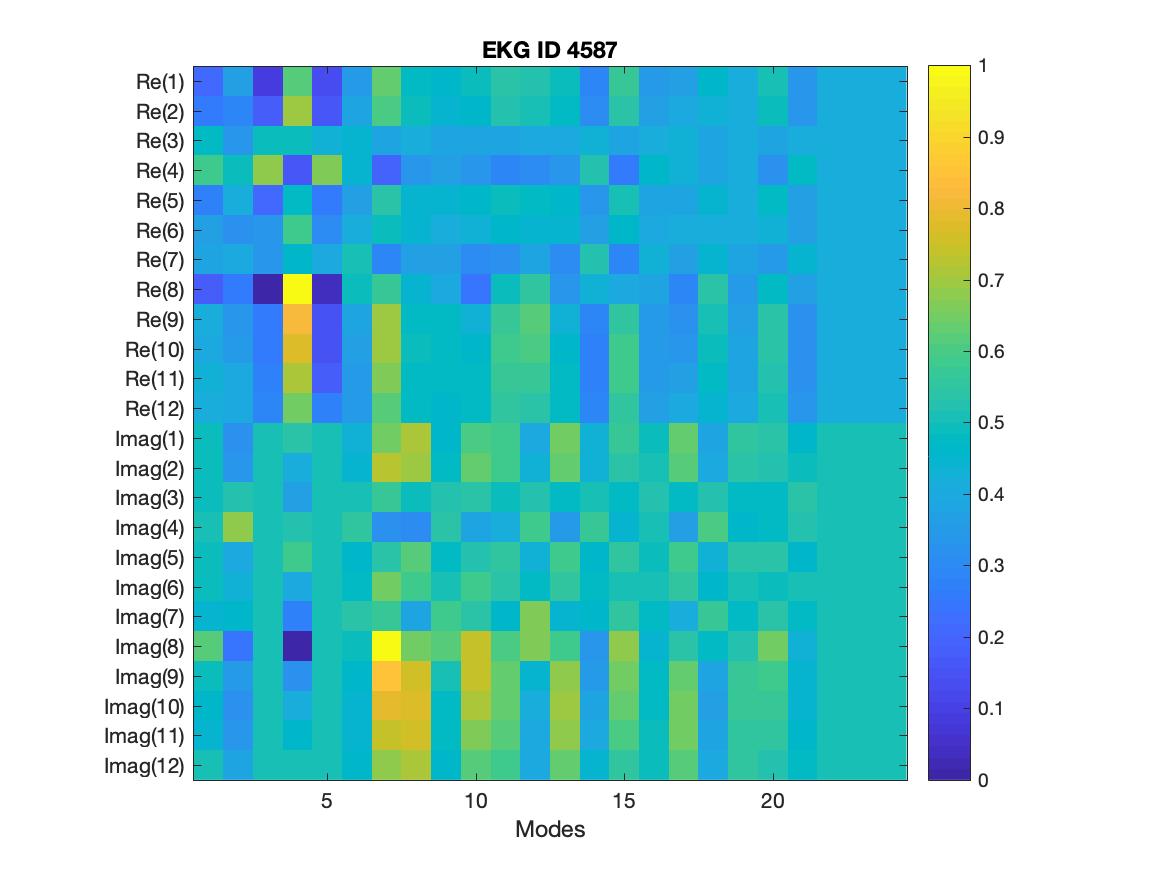 EKG ID 4587
Re(1)
Re(2)
Re(3)
Re(4)
Re(5)
Re(6)
Re(7)
Re(8)
Re(9)
Re(10)
Re(11)
Re(12)
Imag(1)
Imag(2)
Imag(3)
Imag(4)
Imag(5)
Imag(6)
Imag(7)
Imag(8)
Imag(9)
Imag(10)
Imag(11)
Imag(12)
5 10 15 20
Modes
1
0.9
0.8
0.7
0.6
0.5
0.4
0.3
0.2
0.1
0